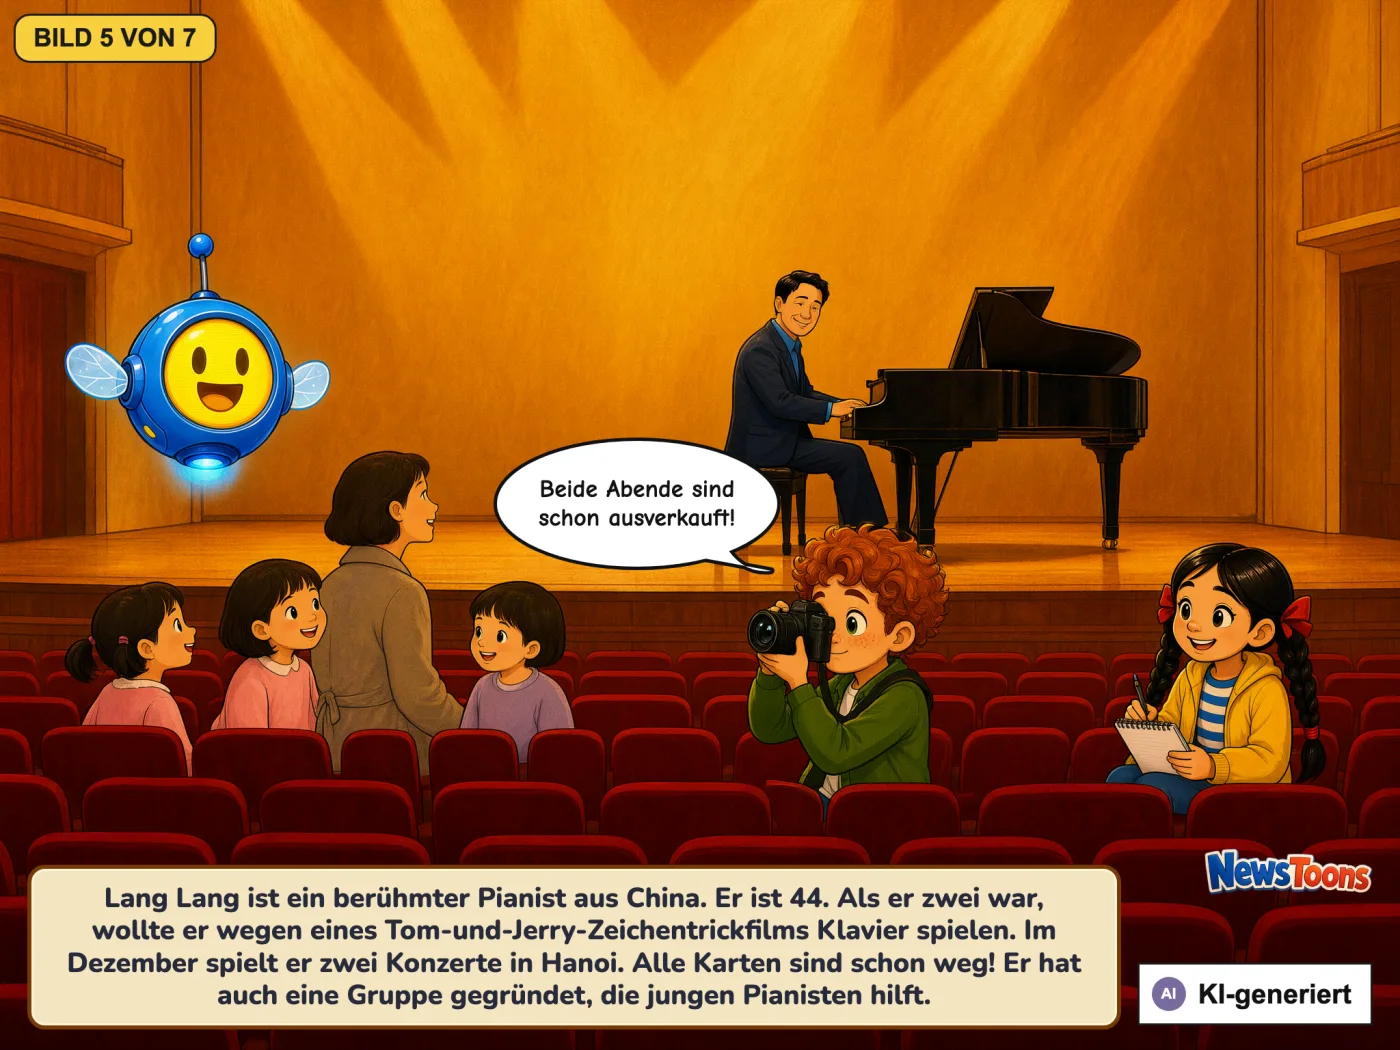 BILD 5 VON 7
Beide Abende sind
schon ausverkauft!
NewsToons
Lang Lang ist ein berühmter Pianist aus China. Er ist 44. Als er zwei war,
wollte er wegen eines Tom-und-Jerry-Zeichentrickfilms Klavier spielen. Im
Dezember spielt er zwei Konzerte in Hanoi. Alle Karten sind schon weg! Er hat
auch eine Gruppe gegründet, die jungen Pianisten hilft.
AI KI-generiert